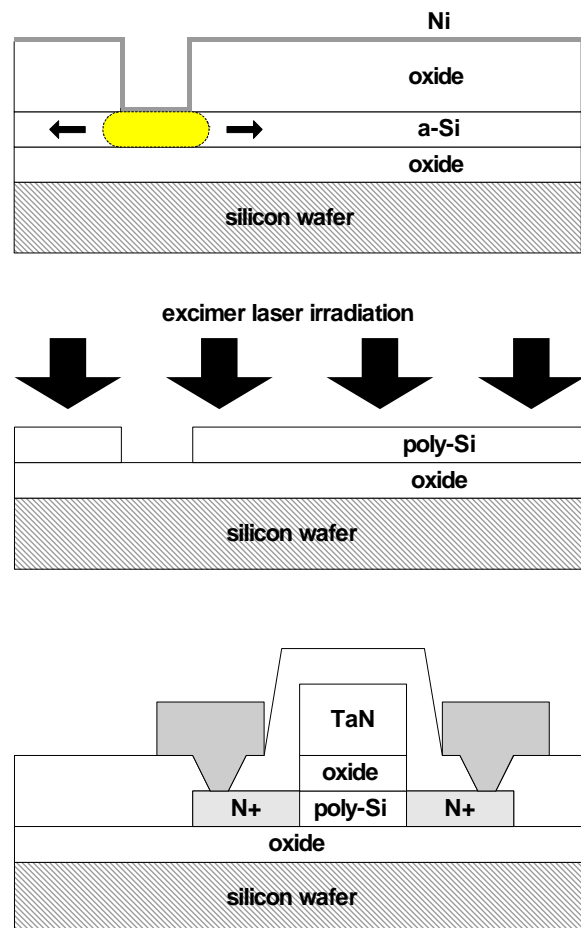 Ni
oxide
a-Si
oxide
silicon wafer
excimer laser irradiation
poly-Si
oxide
silicon wafer
TaN
oxide
N+ poly-Si N+
oxide
silicon wafer